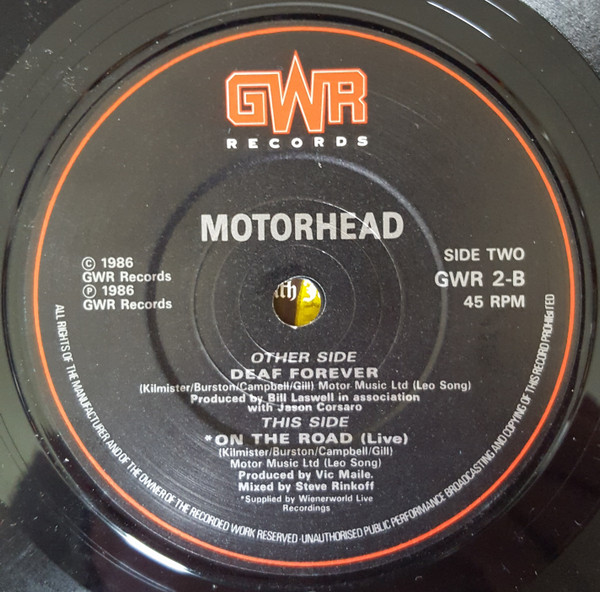 GWR
RECORDS
MOTORHEAD
© 1986
GWR Records
℗ 1986
GWR Records
SIDE TWO
GWR 2-B
45 RPM
OTHER SIDE
DEAF FOREVER
(Kilmister/Burston/Campbell/Gill) Motor Music Ltd (Leo Song)
Produced by Bill Laswell in association
with Jason Corsaro
THIS SIDE
*ON THE ROAD (Live)
(Kilmister/Burston/Campbell/Gill)
Motor Music Ltd (Leo Song)
Produced by Vic Maile.
Mixed by Steve Rinkoff
*Supplied by Wienerworld Live
Recordings
ALL RIGHTS OF THE MANUFACTURER AND OF THE OWNER OF THE RECORDED WORK RESERVED·UNAUTHORISED PUBLIC PERFORMANCE BROADCASTING AND COPYING OF THIS RECORD PROHIBITED